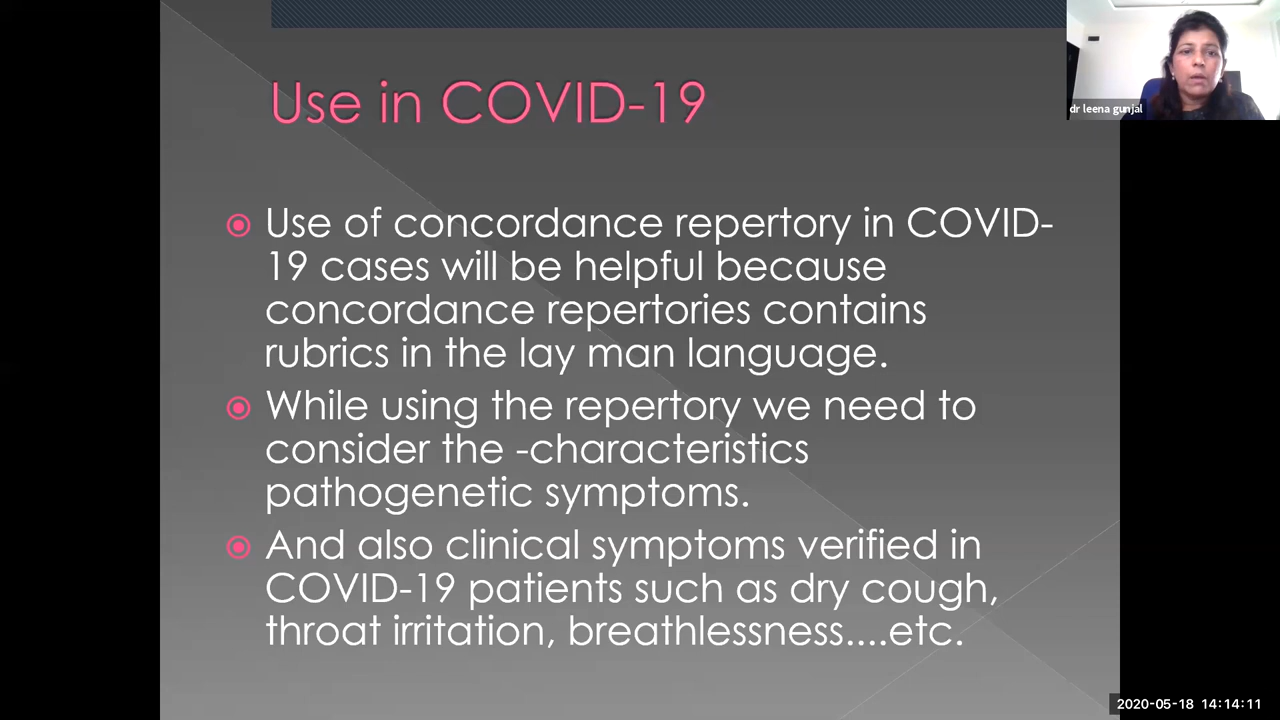 Use in COVID-19
dr leena gunjal
Use of concordance repertory in COVID-
19 cases will be helpful because
concordance repertories contains
rubrics in the lay man language.
While using the repertory we need to
consider the -characteristics
pathogenetic symptoms.
And also clinical symptoms verified in
COVID-19 patients such as dry cough,
throat irritation, breathlessness....etc.
2020-05-18 14:14:11